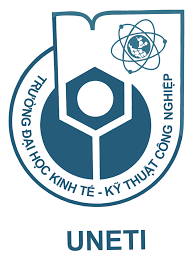 TRƯỜNG ĐẠI HỌC KINH TẾ - KỸ THUẬT CÔNG NGHIỆP
UNETI